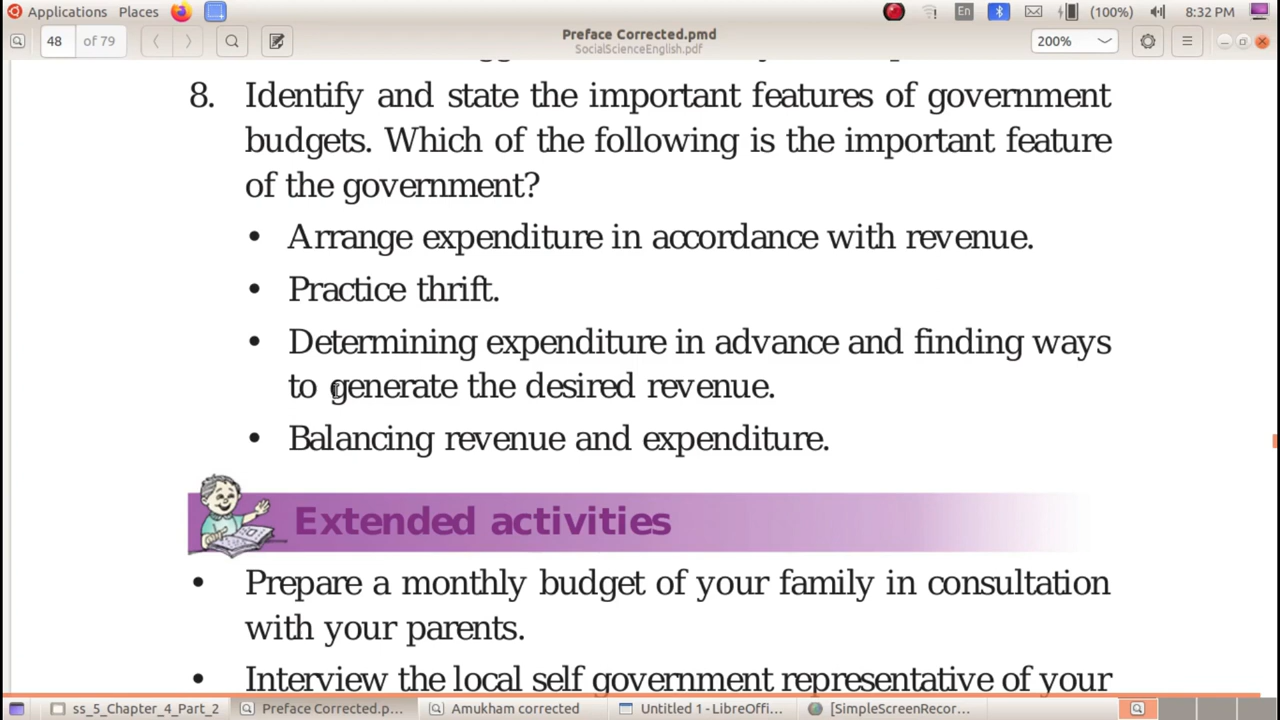 Applications Places En (100%) 8:32 PM
48 of 79 Preface Corrected.pmd 200%
SocialScienceEnglish.pdf
8. Identify and state the important features of government
budgets. Which of the following is the important feature
of the government?
• Arrange expenditure in accordance with revenue.
• Practice thrift.
• Determining expenditure in advance and finding ways
to generate the desired revenue.
• Balancing revenue and expenditure.
Extended activities
• Prepare a monthly budget of your family in consultation
with your parents.
• Interview the local self government representative of your
ss_5_Chapter_4_Part_2 Preface Corrected.p... Amukham corrected Untitled 1 - LibreOffi... [SimpleScreenRecor...